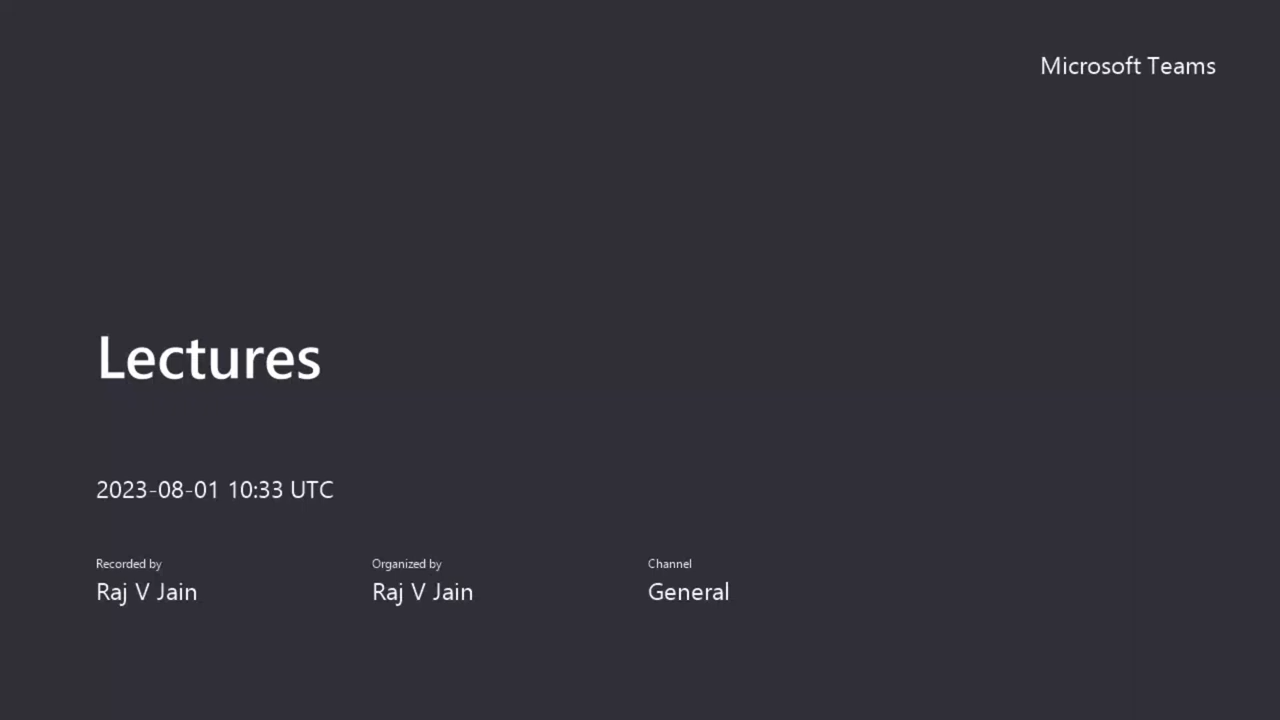 Microsoft Teams
Lectures
2023-08-01 10:33 UTC
Recorded by
Raj V Jain
Organized by
Raj V Jain
Channel
General